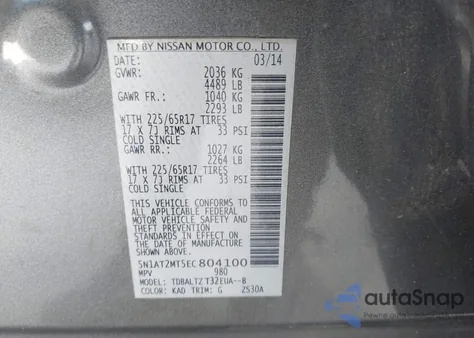 MFD BY NISSAN MOTOR CO., LTD.
DATE: 03/14
GVWR: 2036 KG
4489 LB
GAWR FR.: 1040 KG
2293 LB
WITH 225/65R17 TIRES
17 X 7J RIMS AT 33 PSI
COLD SINGLE
GAWR RR.: 1027 KG
2264 LB
WITH 225/65R17 TIRES
17 X 7J RIMS AT 33 PSI
COLD SINGLE
THIS VEHICLE CONFORMS TO
ALL APPLICABLE FEDERAL
MOTOR VEHICLE SAFETY AND
THEFT PREVENTION
STANDARDS IN EFFECT ON
THE DATE OF MANUFACTURE
SHOWN ABOVE.
5N1AT2MT5EC804100
MPV 980
MODEL: TDBALTZ T32EUA--B
COLOR: KAD TRIM: G Z530A
autoSnap
www.autosnap.com